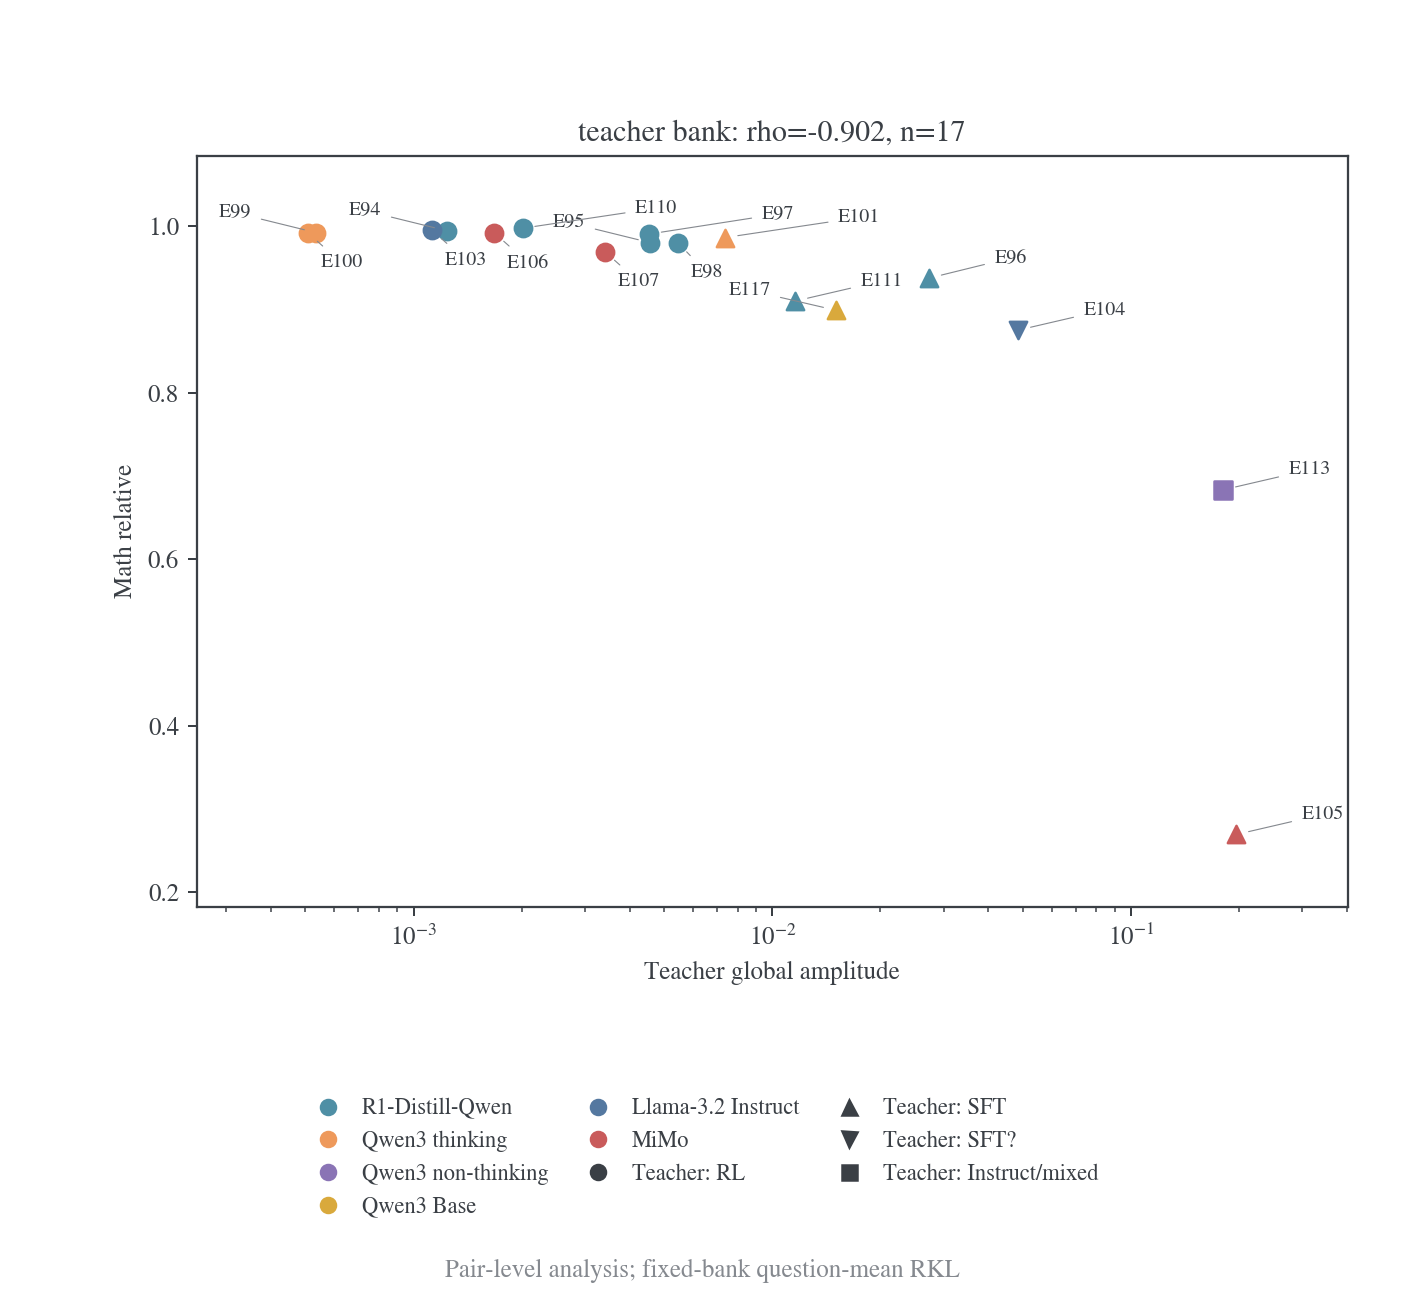 teacher bank: rho=-0.902, n=17
E99
E94
E110
E95
E97
E101
E100
E103
E106
E107
E98
E117
E111
E96
E104
E113
E105
1.0
0.8
0.6
0.4
0.2
Math relative
10⁻³
10⁻²
10⁻¹
Teacher global amplitude
R1-Distill-Qwen
Qwen3 thinking
Qwen3 non-thinking
Qwen3 Base
Llama-3.2 Instruct
MiMo
Teacher: RL
Teacher: SFT
Teacher: SFT?
Teacher: Instruct/mixed
Pair-level analysis; fixed-bank question-mean RKL